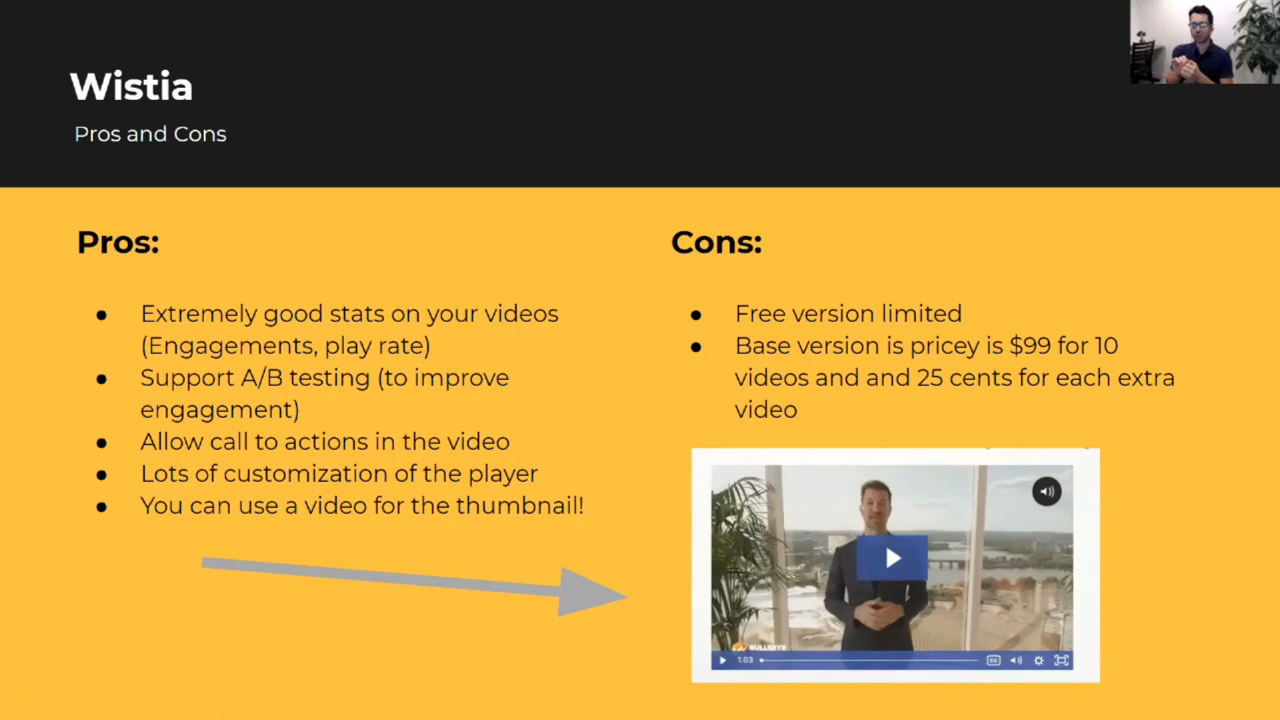 Wistia
Pros and Cons
Pros:
● Extremely good stats on your videos
(Engagements, play rate)
● Support A/B testing (to improve
engagement)
● Allow call to actions in the video
● Lots of customization of the player
● You can use a video for the thumbnail!
Cons:
● Free version limited
● Base version is pricey is $99 for 10
videos and and 25 cents for each extra
video
BULLSEYE
1:03
CC